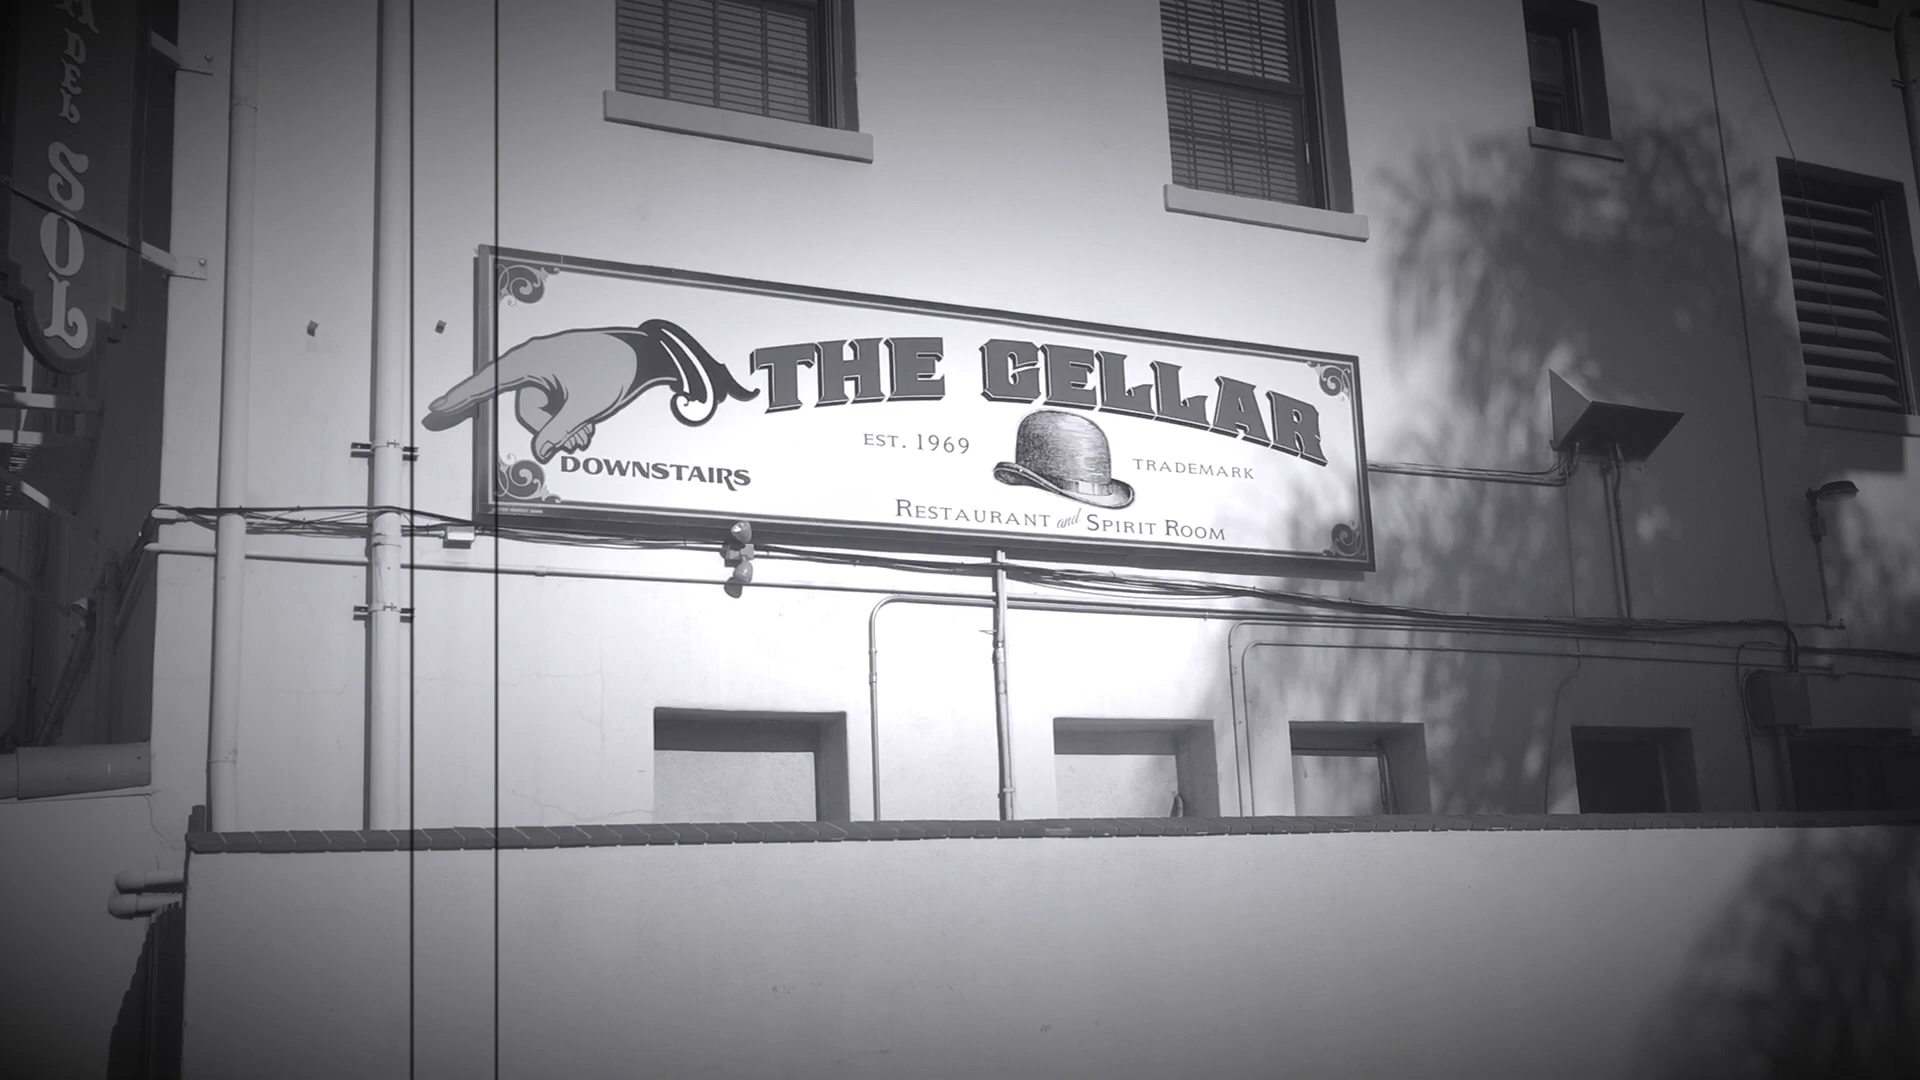 THE CELLAR
EST. 1969
TRADEMARK
DOWNSTAIRS
RESTAURANT and SPIRIT ROOM